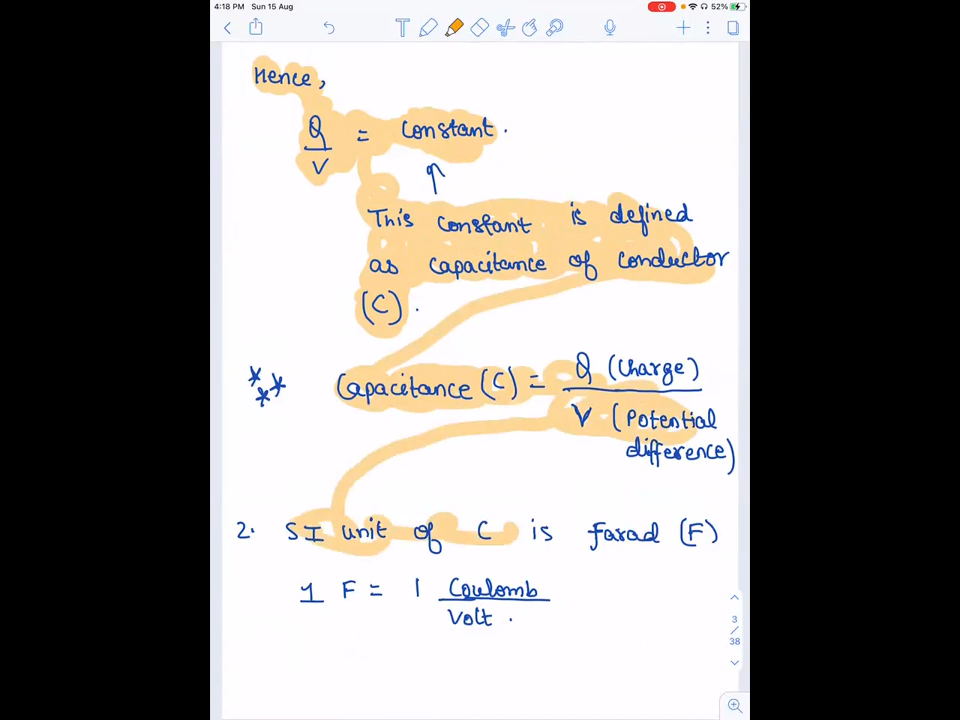 4:18 PM Sun 15 Aug 52%
Hence,
Q
V
= Constant.
This constant is defined
as capacitance of conductor
(C).
Capacitance (C) = Q (Charge)
V (Potential
difference)
2. SI unit of C is farad (F)
1 F = 1 Coulomb
Volt.
3
/
38